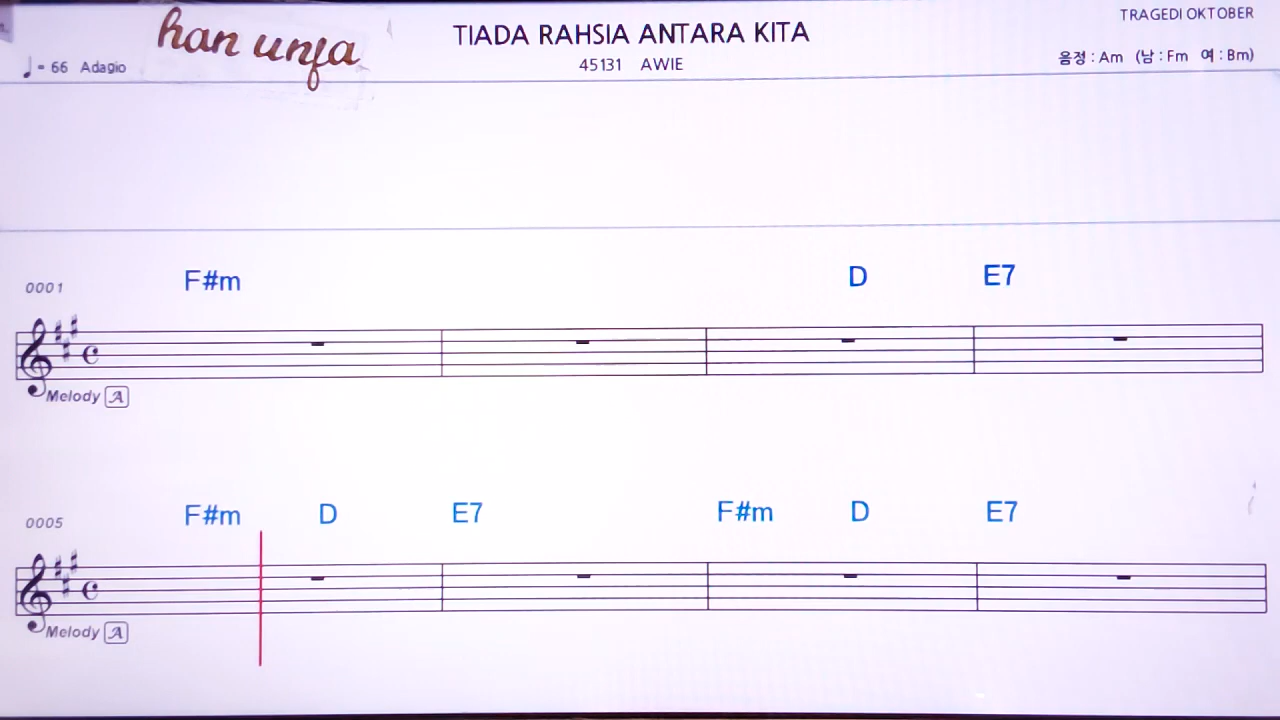 TRAGEDI OKTOBER
han unfa
TIADA RAHSIA ANTARA KITA
♩ = 66 Adagio
45131 AWIE
음정 : Am (남 : Fm 여 : Bm)
0001 F#m D E7
Melody A
0005 F#m D E7 F#m D E7
Melody A